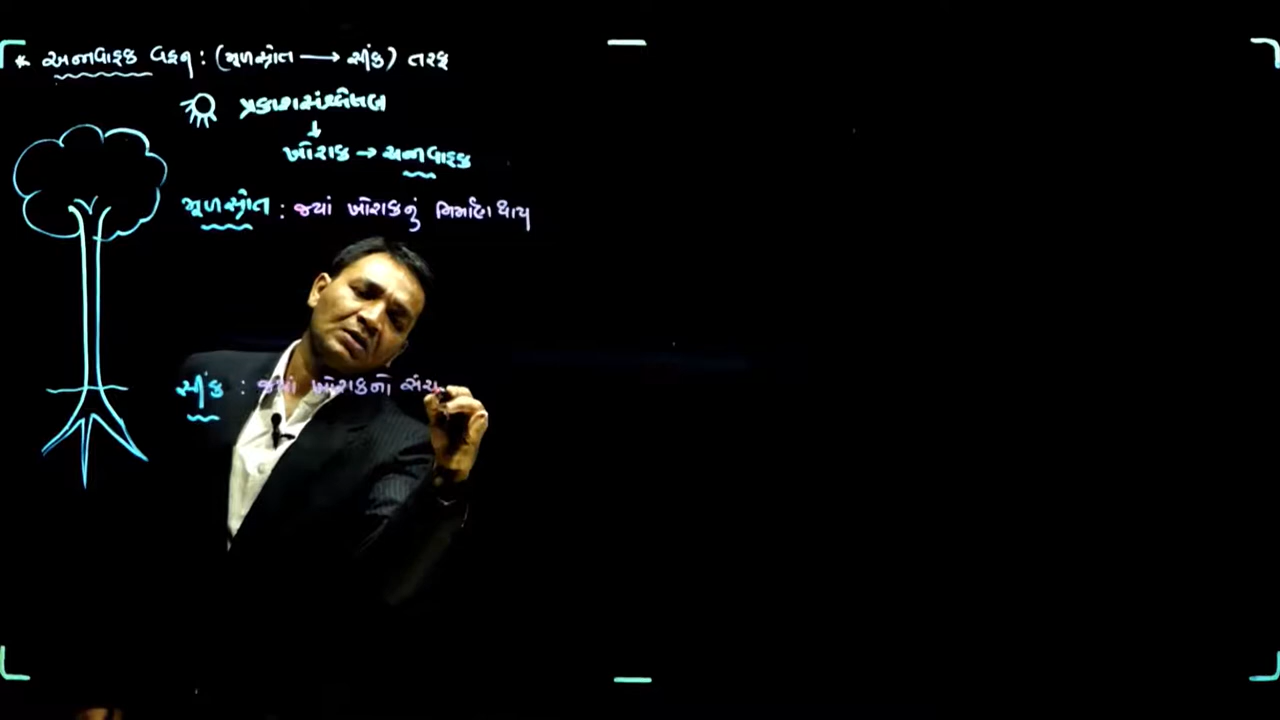 * અન્નવાહક વહન : (મૂળસ્રોત → સીંક) તરફ
પ્રકાશસંશ્લેષણ
↓
ખોરાક → અન્નવાહક
મૂળસ્રોત : જ્યાં ખોરાકનું નિર્માણ થાય
સીંક : જ્યાં ખોરાકનો સંચ